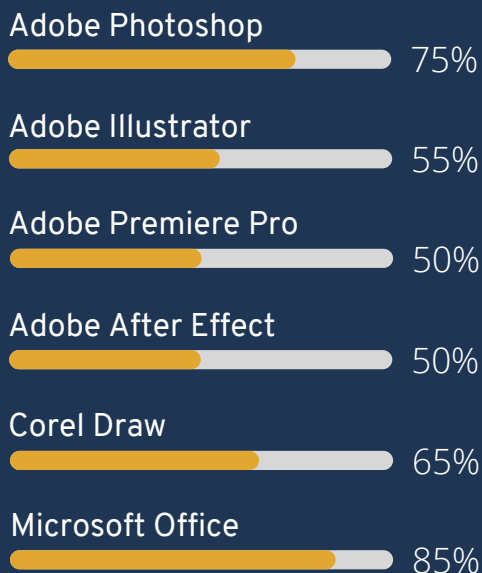 Adobe Photoshop
75%
Adobe Illustrator
55%
Adobe Premiere Pro
50%
Adobe After Effect
50%
Corel Draw
65%
Microsoft Office
85%